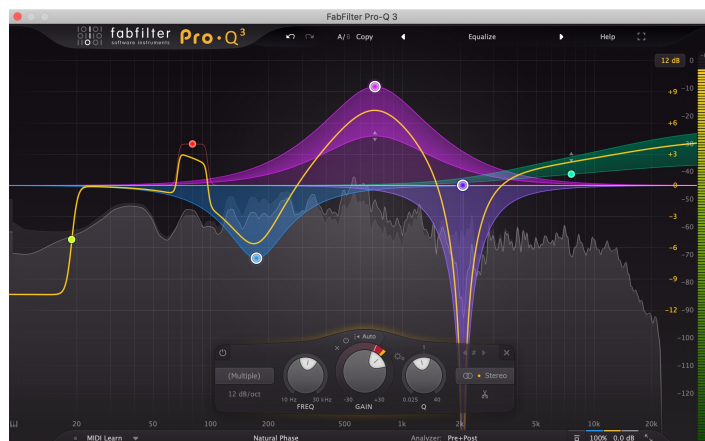 FabFilter Pro-Q 3
fabfilter
software instruments
Pro·Q3
A/B Copy
Equalize
Help
12 dB 0
+9 -10
+6 -20
+3 -30
-40
0
-50
-3
-60
-6
-70
-9 -80
-12 -90
-100
-110
-120
Auto
(Multiple)
12 dB/oct
10 Hz 30 kHz
FREQ
-30 +30
GAIN
0.025 40
Q
Stereo
20 50 100 200 500 1k 2k 5k 10k 20k
MIDI Learn
Natural Phase
Analyzer: Pre+Post
100% 0.0 dB